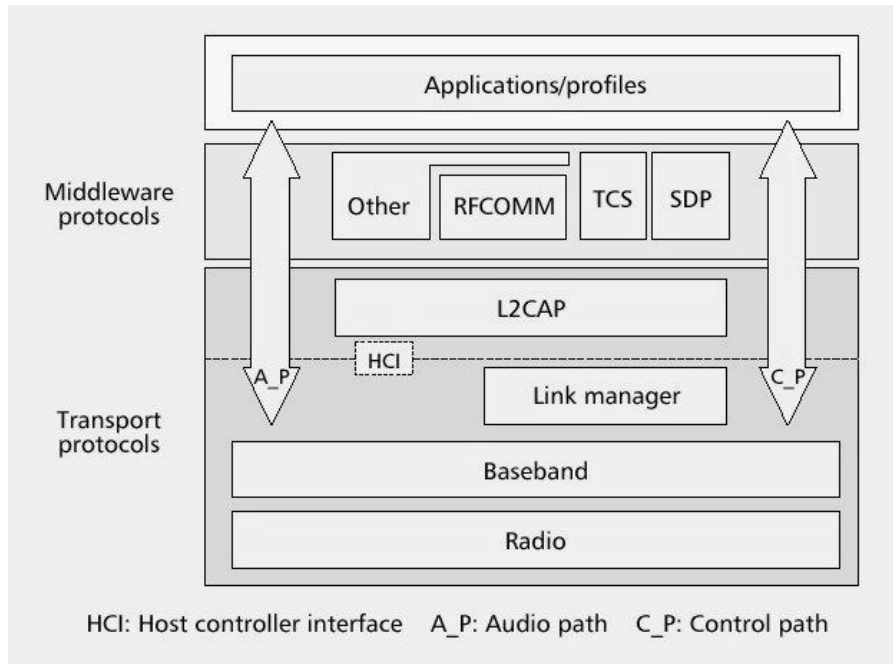 Applications/profiles
Middleware
protocols
Other
RFCOMM
TCS
SDP
L2CAP
HCI
A_P
C_P
Link manager
Transport
protocols
Baseband
Radio
HCI: Host controller interface A_P: Audio path C_P: Control path